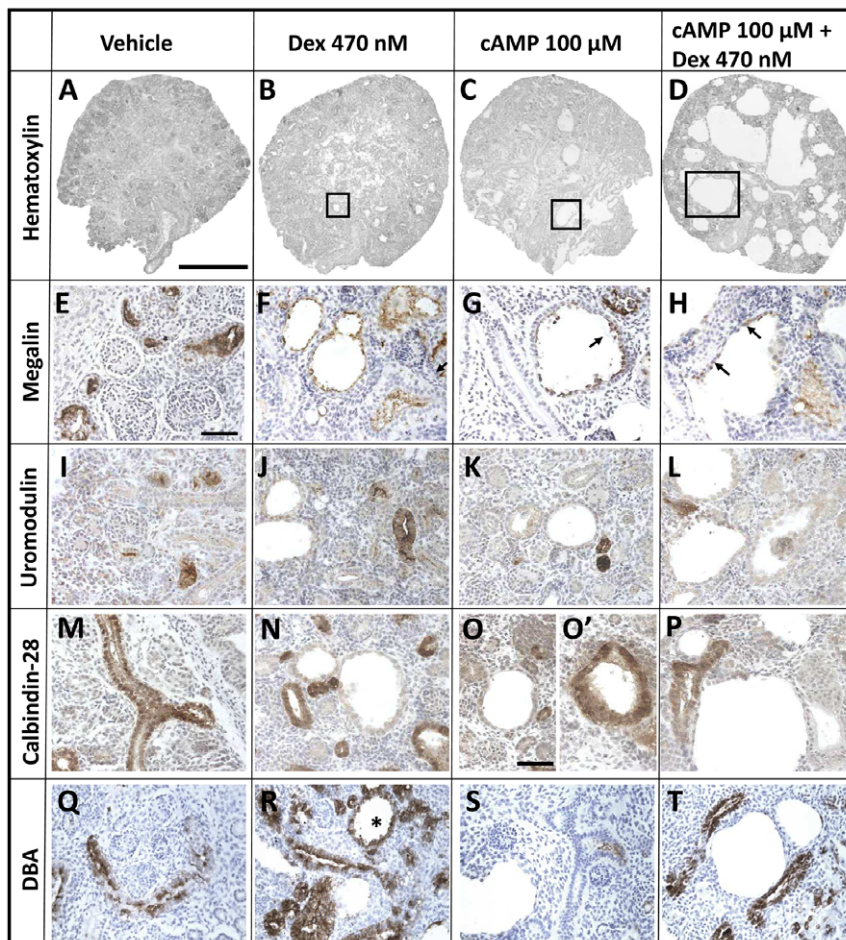 Vehicle
Dex 470 nM
cAMP 100 µM
cAMP 100 µM +
Dex 470 nM
Hematoxylin
A
B
C
D
Megalin
E
F
G
H
Uromodulin
I
J
K
L
Calbindin-28
M
N
O
O’
P
DBA
Q
R
*
S
T